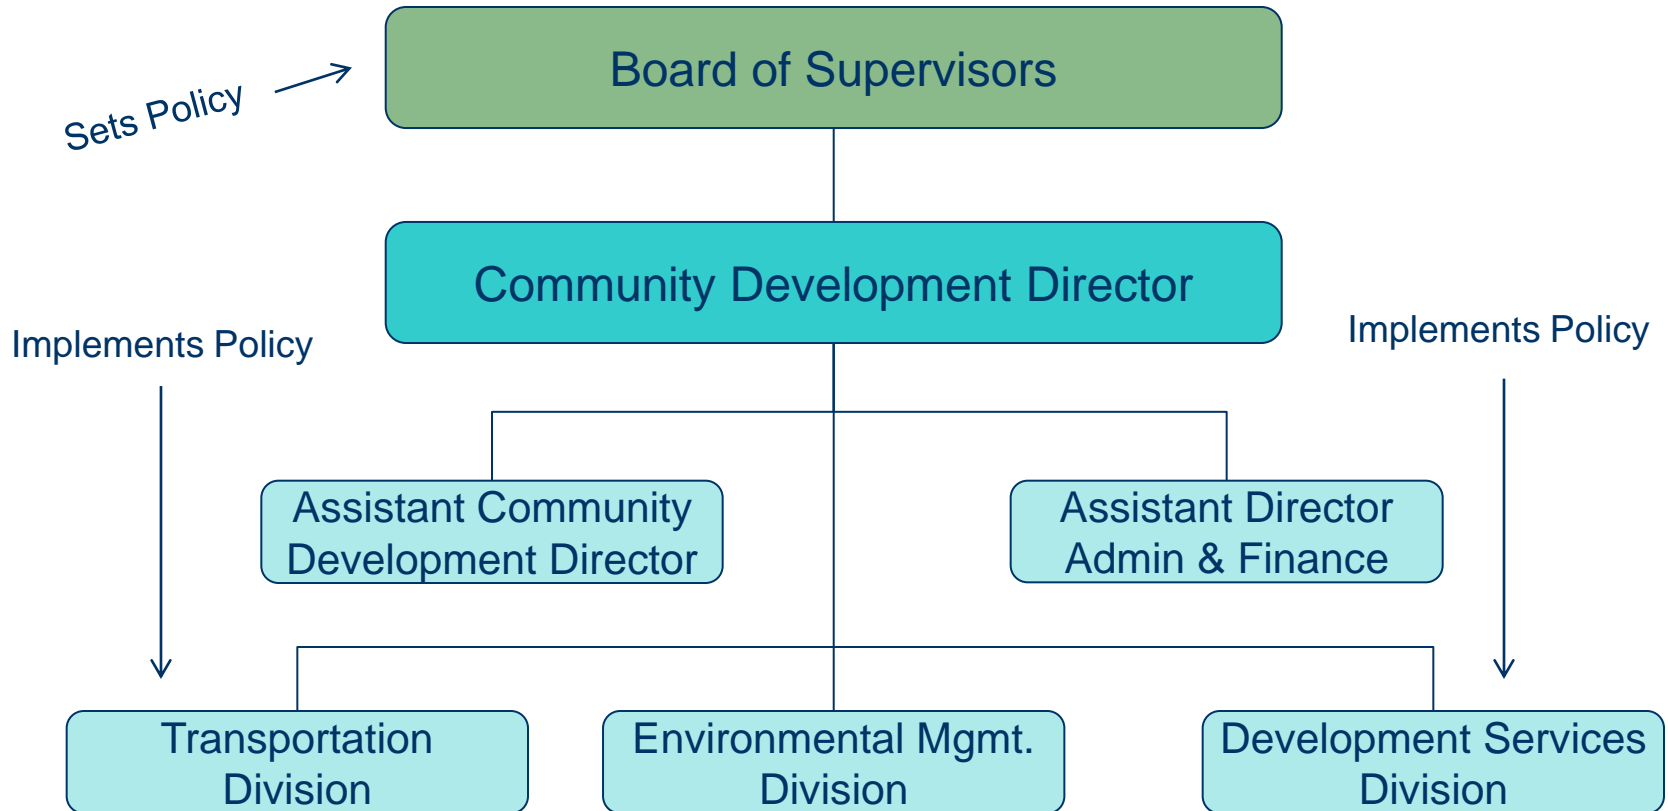 Board of Supervisors
Sets Policy
Community Development Director
Implements Policy
Implements Policy
Assistant Community
Development Director
Assistant Director
Admin & Finance
Transportation
Division
Environmental Mgmt.
Division
Development Services
Division